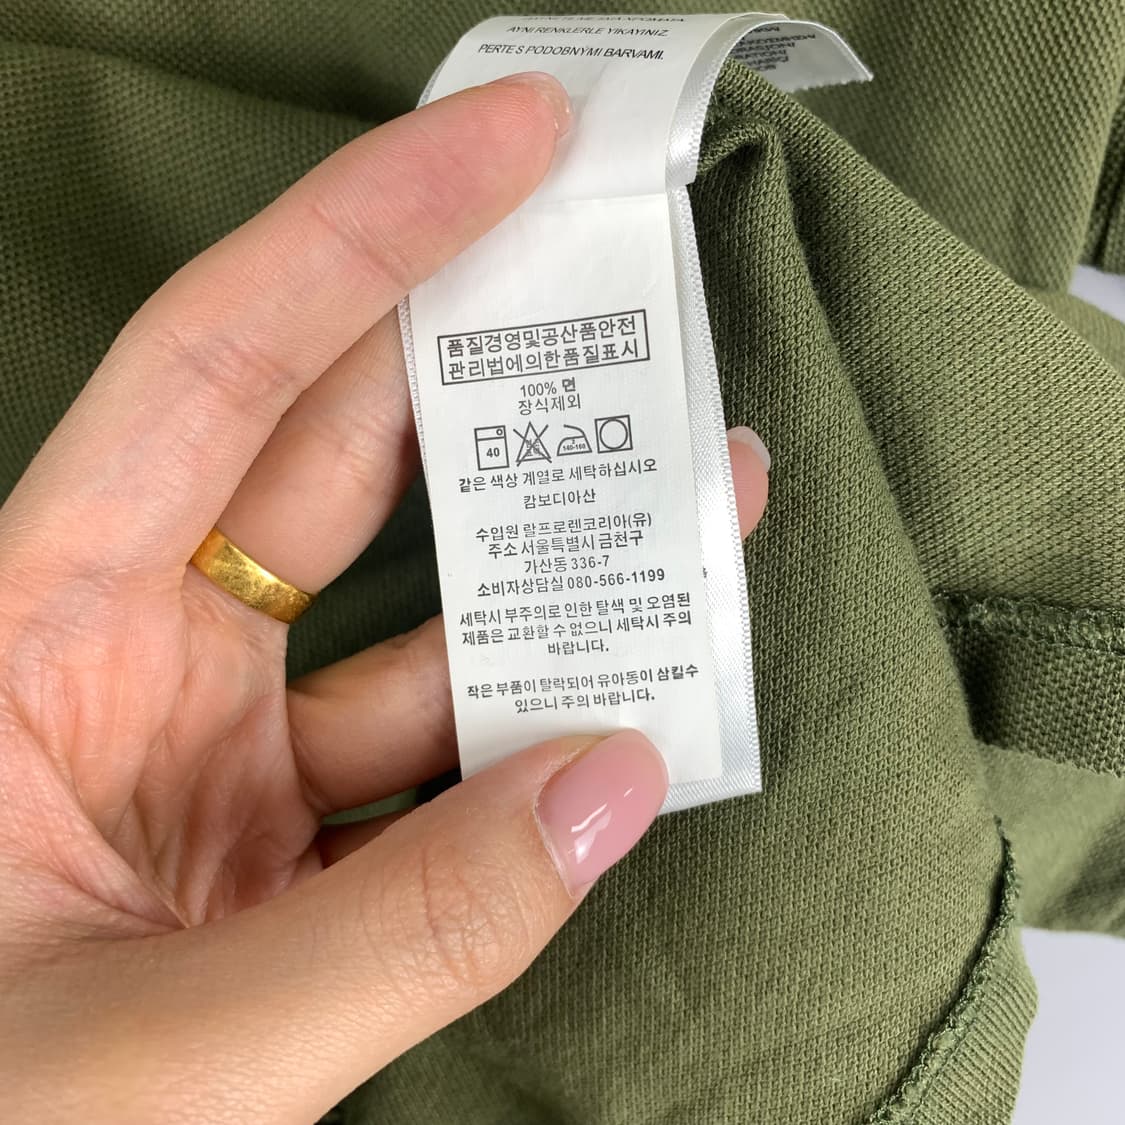 AYNI RENKLERLE YIKAYINIZ.
PERTE S PODOBNÝMI BARVAMI.
품질경영및공산품안전
관리법에의한품질표시
100% 면
장식제외
40
140-160
같은 색상 계열로 세탁하십시오
캄보디아산
수입원 랄프로렌코리아(유)
주소 서울특별시 금천구
가산동 336-7
소비자상담실 080-566-1199
세탁시 부주의로 인한 탈색 및 오염된
제품은 교환할 수 없으니 세탁시 주의
바랍니다.
작은 부품이 탈락되어 유아동이 삼킬수
있으니 주의 바랍니다.